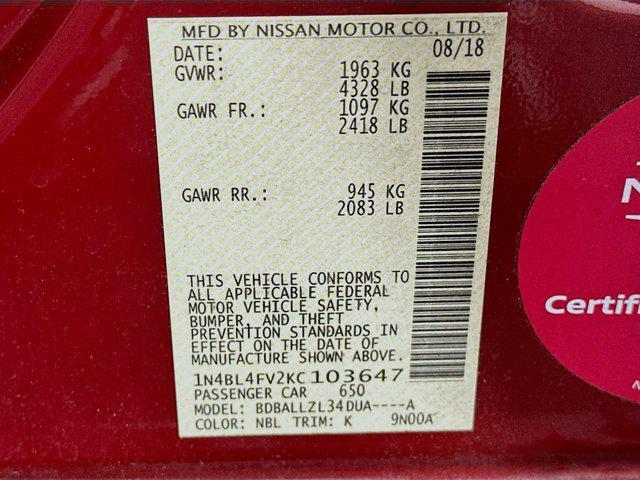 MFD BY NISSAN MOTOR CO., LTD.
DATE: 08/18
GVWR: 1963 KG
4328 LB
GAWR FR.: 1097 KG
2418 LB
GAWR RR.: 945 KG
2083 LB
THIS VEHICLE CONFORMS TO
ALL APPLICABLE FEDERAL
MOTOR VEHICLE SAFETY,
BUMPER, AND THEFT
PREVENTION STANDARDS IN
EFFECT ON THE DATE OF
MANUFACTURE SHOWN ABOVE.
1N4BL4FV2KC103647
PASSENGER CAR 650
MODEL: BDBALLZL34DUA----A
COLOR: NBL TRIM: K 9N00A